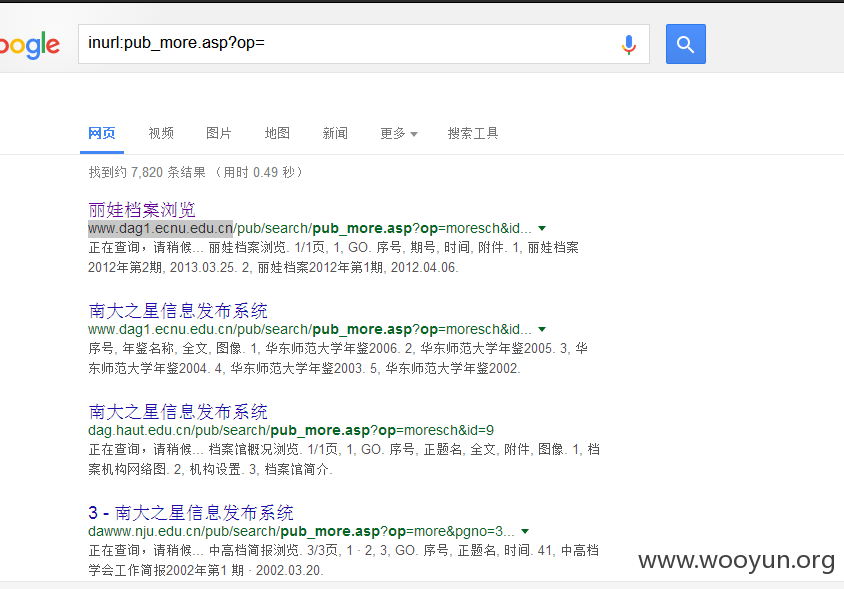 oogle
inurl:pub_more.asp?op=
网页 视频 图片 地图 新闻 更多 搜索工具
找到约 7,820 条结果 （用时 0.49 秒）
丽娃档案浏览
www.dag1.ecnu.edu.cn/pub/search/pub_more.asp?op=moresch&id...
正在查询，请稍候... 丽娃档案浏览. 1/1页, 1, GO. 序号, 期号, 时间, 附件. 1, 丽娃档案
2012年第2期, 2013.03.25. 2, 丽娃档案2012年第1期, 2012.04.06.
南大之星信息发布系统
www.dag1.ecnu.edu.cn/pub/search/pub_more.asp?op=moresch&id...
序号, 年鉴名称, 全文, 图像. 1, 华东师范大学年鉴2006. 2, 华东师范大学年鉴2005. 3, 华
东师范大学年鉴2004. 4, 华东师范大学年鉴2003. 5, 华东师范大学年鉴2002.
南大之星信息发布系统
dag.haut.edu.cn/pub/search/pub_more.asp?op=moresch&id=9
正在查询，请稍候... 档案馆概况浏览. 1/1页, 1, GO. 序号, 正题名, 全文, 附件, 图像. 1, 档
案机构网络图. 2, 机构设置. 3, 档案馆简介.
3 - 南大之星信息发布系统
dawww.nju.edu.cn/pub/search/pub_more.asp?op=more&pgno=3...
正在查询，请稍候... 中高档简报浏览. 3/3页, 1 · 2, 3, GO. 序号, 正题名, 时间. 41, 中高档
学会工作简报2002年第1 期 · 2002.03.20.
www.wooyun.org